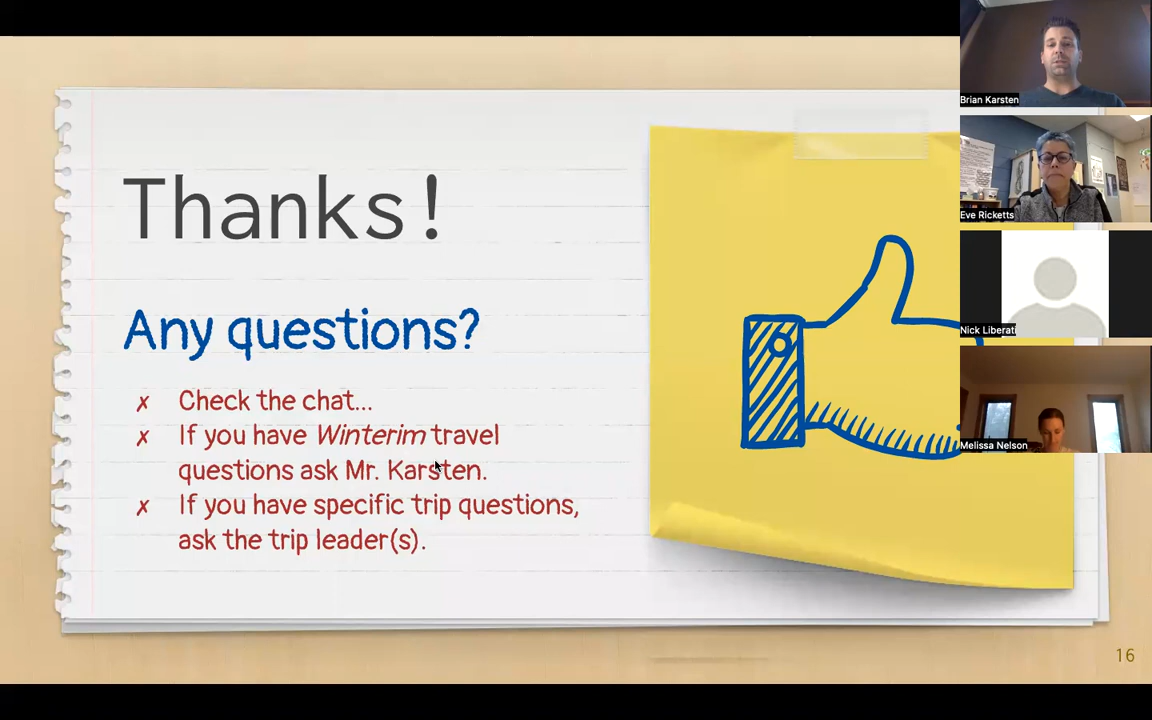 Thanks!
Any questions?
✗ Check the chat...
✗ If you have Winterim travel
questions ask Mr. Karsten.
✗ If you have specific trip questions,
ask the trip leader(s).
16
Brian Karsten
Eve Ricketts
Nick Liberati
Melissa Nelson